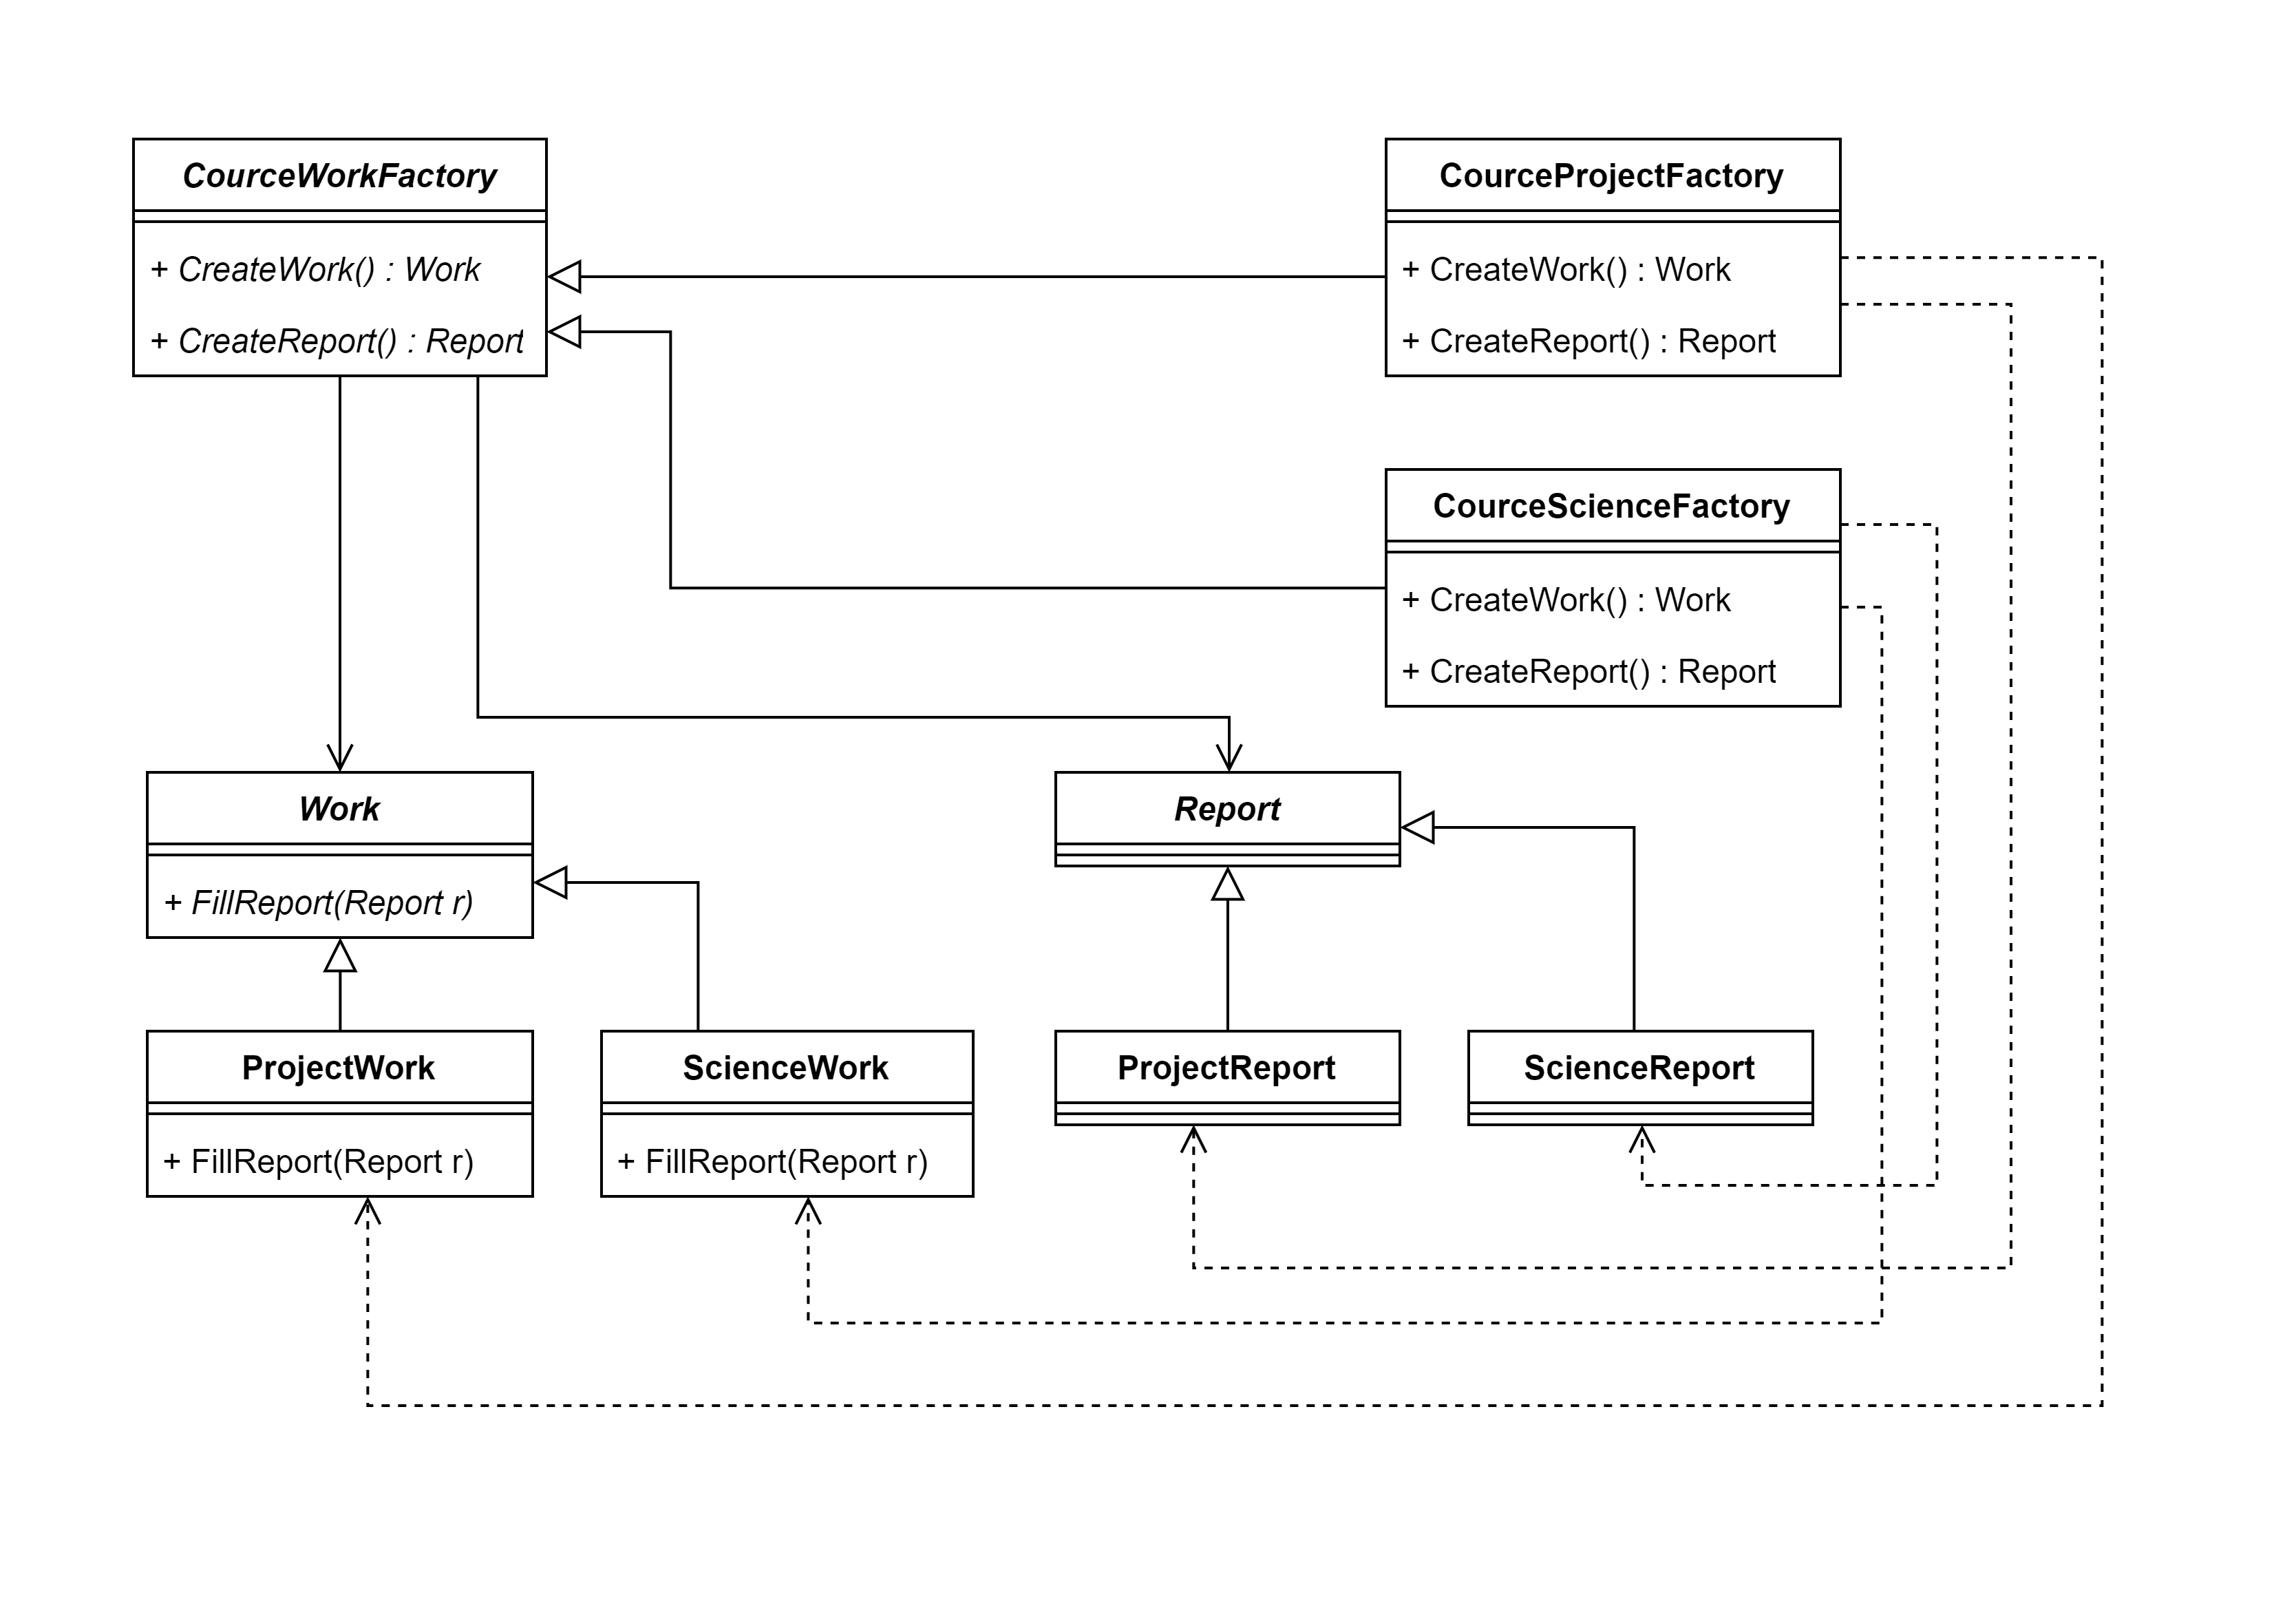 CourceWorkFactory
+ CreateWork() : Work
+ CreateReport() : Report
CourceProjectFactory
+ CreateWork() : Work
+ CreateReport() : Report
CourceScienceFactory
+ CreateWork() : Work
+ CreateReport() : Report
Work
+ FillReport(Report r)
Report
ProjectWork
+ FillReport(Report r)
ScienceWork
+ FillReport(Report r)
ProjectReport
ScienceReport